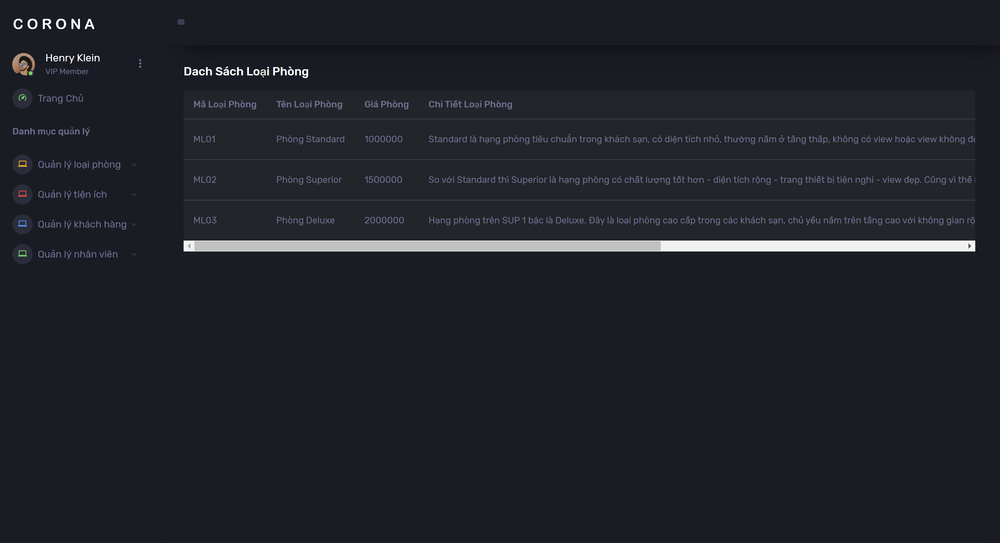 CORONA
Henry Klein
VIP Member
Trang Chủ
Danh mục quản lý
Quản lý loại phòng
Quản lý tiện ích
Quản lý khách hàng
Quản lý nhân viên
Dach Sách Loại Phòng
Mã Loại Phòng Tên Loại Phòng Giá Phòng Chi Tiết Loại Phòng
ML01 Phòng Standard 1000000 Standard là hạng phòng tiêu chuẩn trong khách sạn, có diện tích nhỏ, thường nằm ở tầng thấp, không có view hoặc view không
ML02 Phòng Superior 1500000 So với Standard thì Superior là hạng phòng có chất lượng tốt hơn - diện tích rộng - trang thiết bị tiện nghi - view đẹp. Cũng vì thế
ML03 Phòng Deluxe 2000000 Hạng phòng trên SUP 1 bậc là Deluxe. Đây là loại phòng cao cấp trong các khách sạn, chủ yếu nằm trên tầng cao với không gian